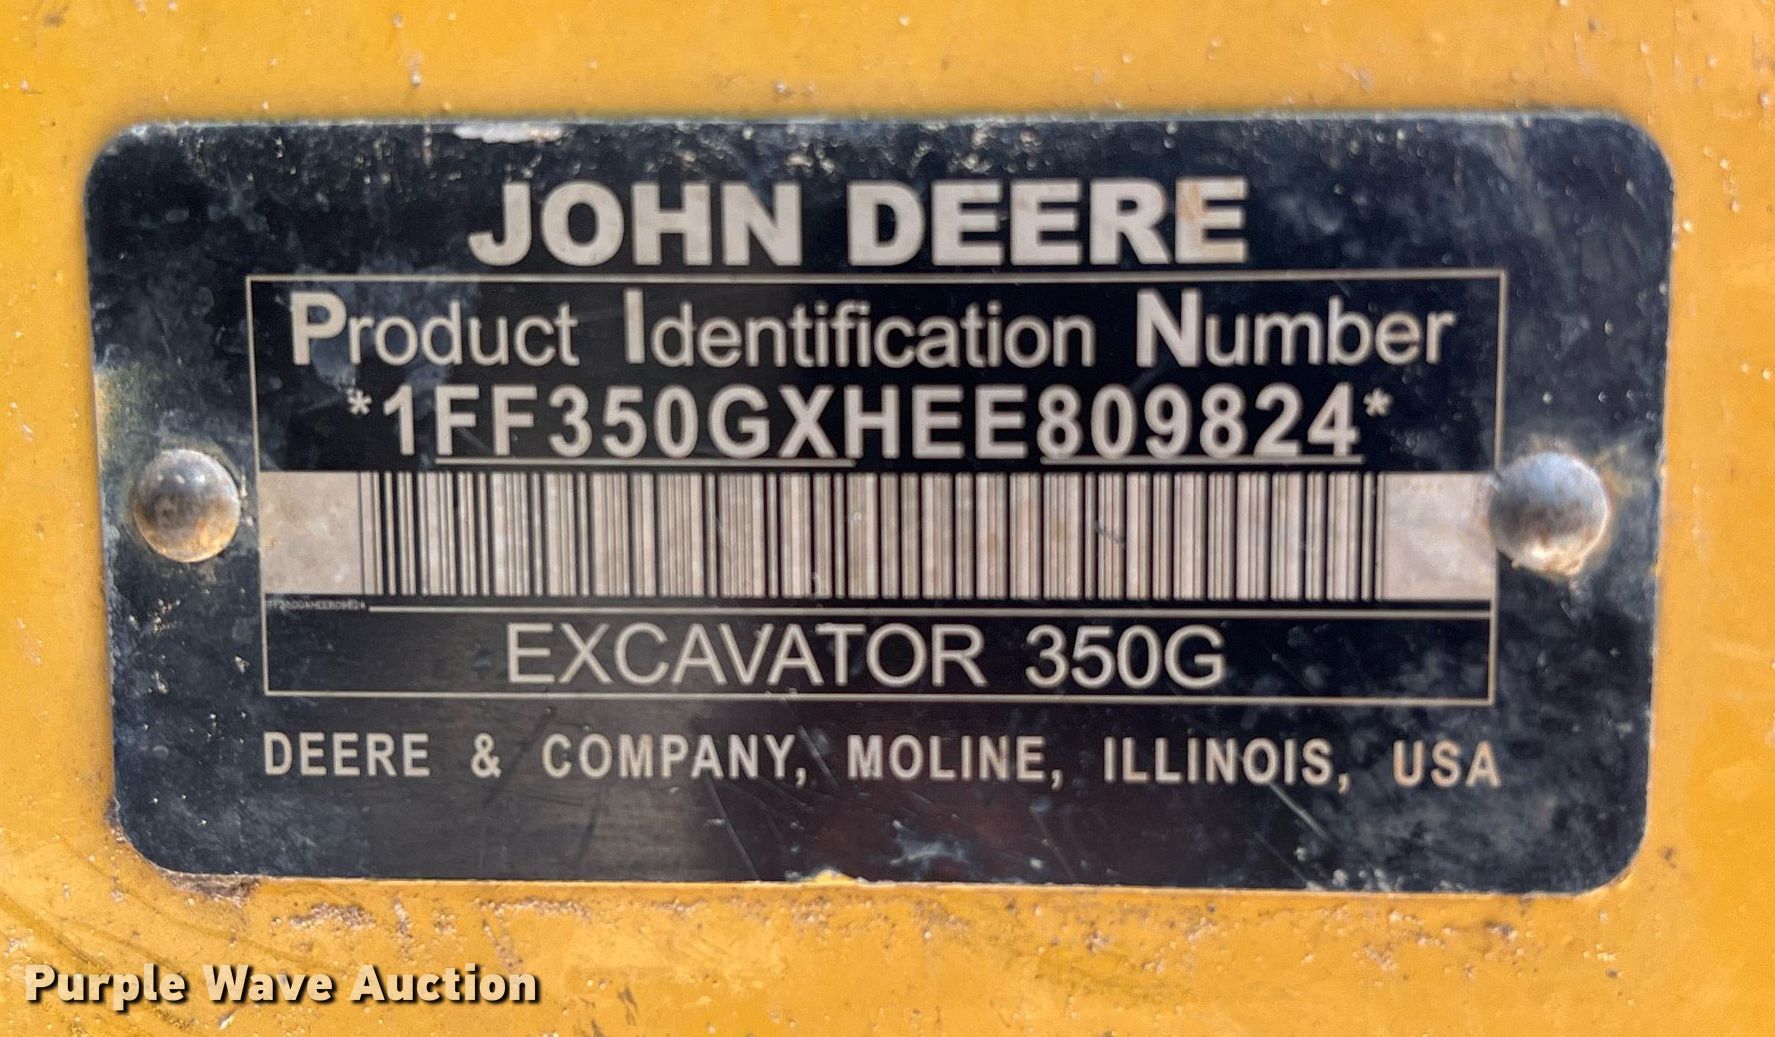 JOHN DEERE
Product Identification Number
*1FF350GXHEE809824*
EXCAVATOR 350G
DEERE & COMPANY, MOLINE, ILLINOIS, USA
Purple Wave Auction